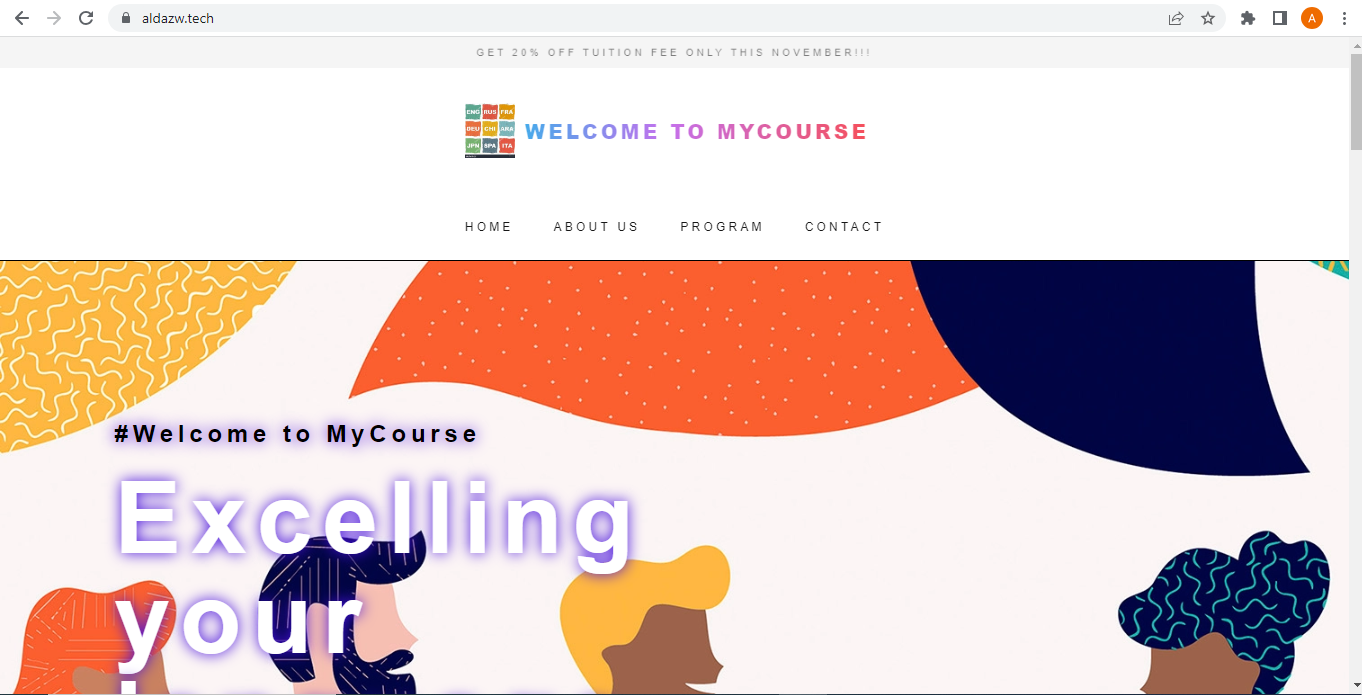 aldazw.tech
A
GET 20% OFF TUITION FEE ONLY THIS NOVEMBER!!!
ENG RUS FRA
DEU CHI ARA
JPN SPA ITA
WELCOME TO MYCOURSE
HOME ABOUT US PROGRAM CONTACT
#Welcome to MyCourse
Excelling
your